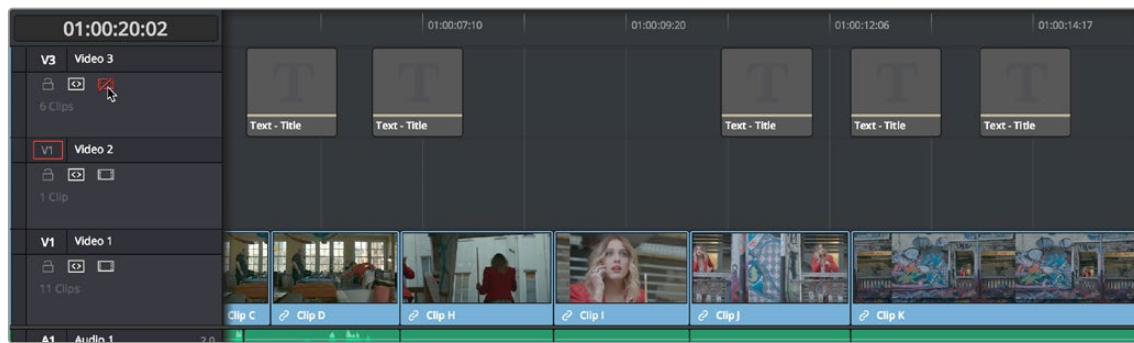 01:00:20:02
01:00:07:10
01:00:09:20
01:00:12:06
01:00:14:17
V3 Video 3
6 Clips
T T T T T
Text - Title Text - Title Text - Title Text - Title Text - Title
V1 Video 2
1 Clip
V1 Video 1
11 Clips
Clip C Clip D Clip H Clip I Clip J Clip K
A1 Audio 1 2.0